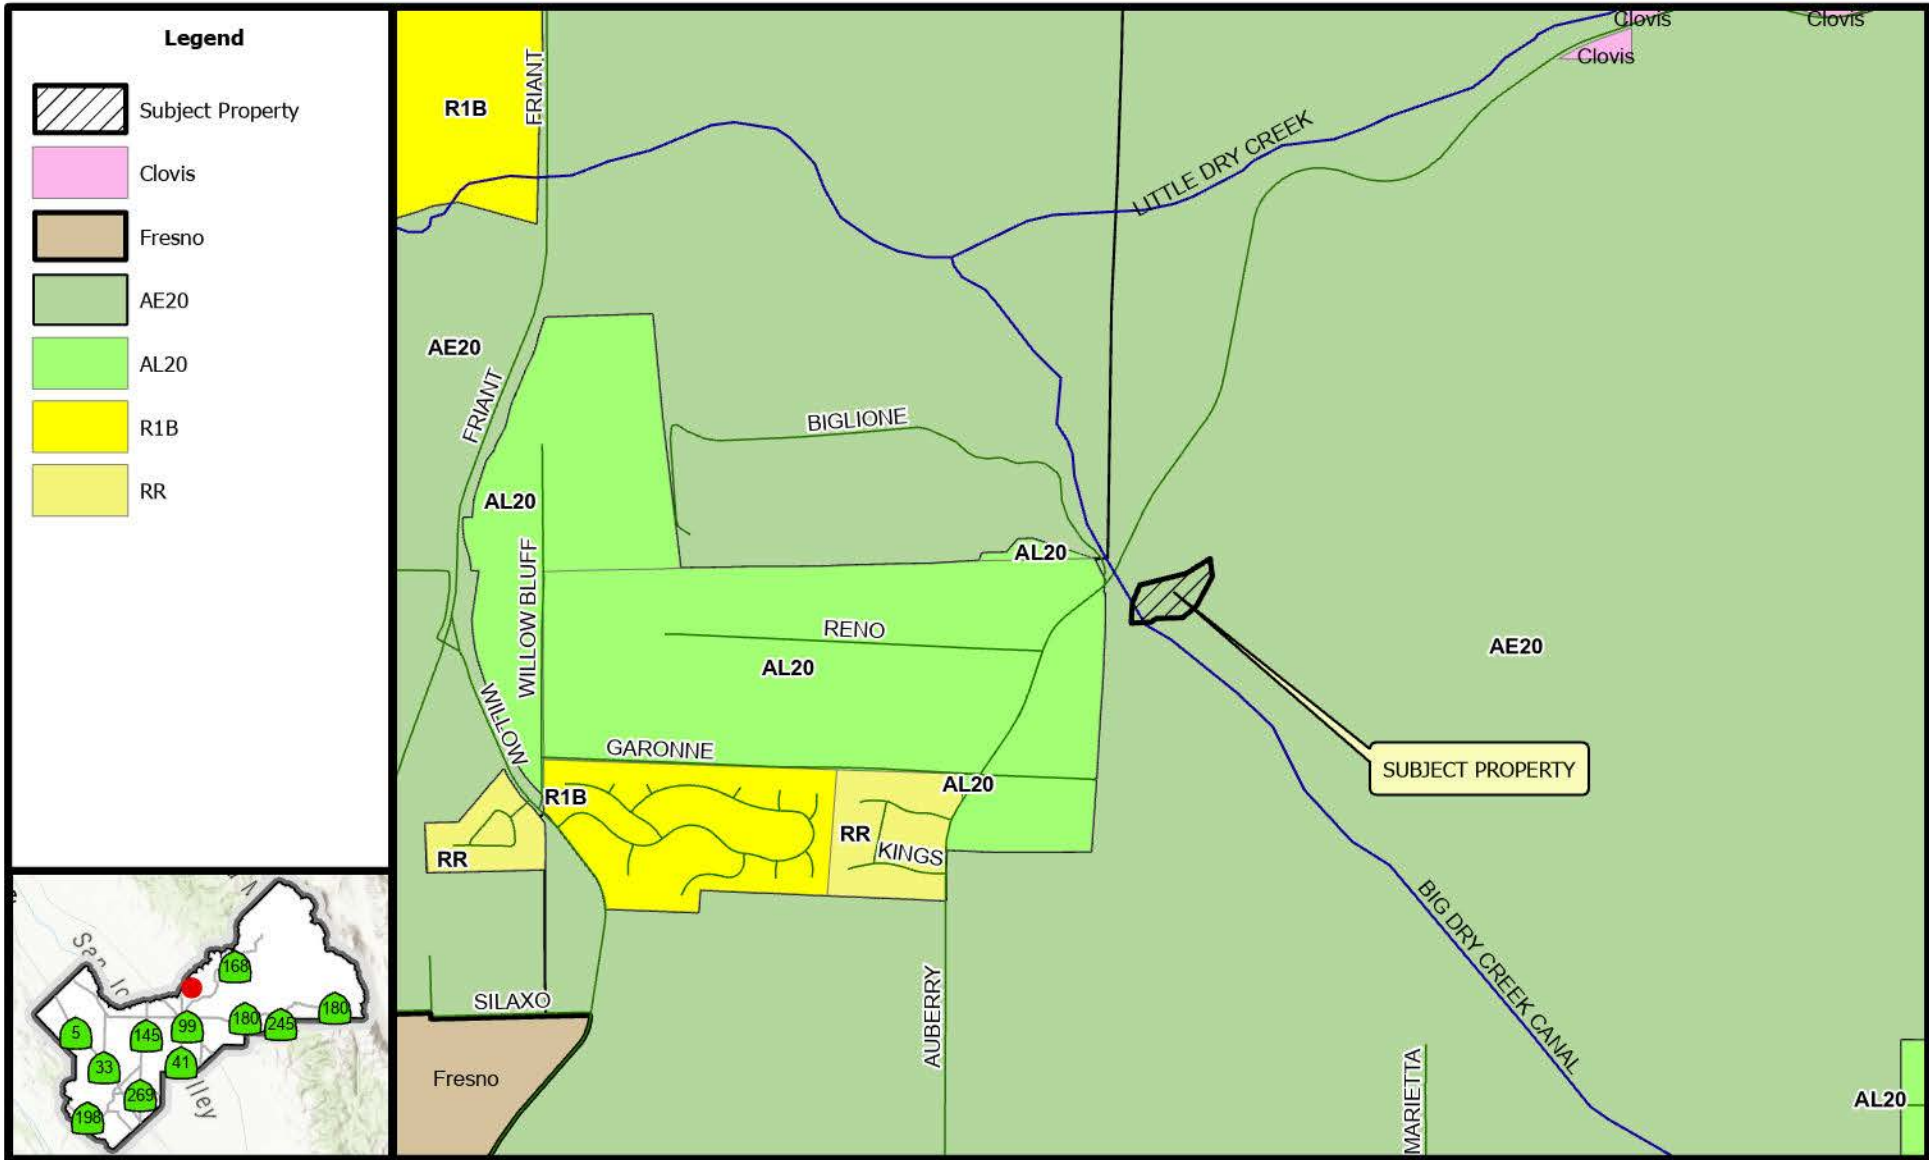 Legend
Subject Property
Clovis
Fresno
AE20
AL20
R1B
RR
Clovis
Clovis
Clovis
R1B
FRIANT
LITTLE DRY CREEK
AE20
FRIANT
BIGLIONE
AL20
AL20
WILLOW BLUFF
RENO
AE20
AL20
WILLOW
GARONNE
SUBJECT PROPERTY
AL20
R1B
RR
KINGS
RR
BIG DRY CREEK CANAL
SILAXO
AUBERRY
Fresno
MARIETTA
AL20
168
180
180
245
99
145
5
33
41
269
198
lley